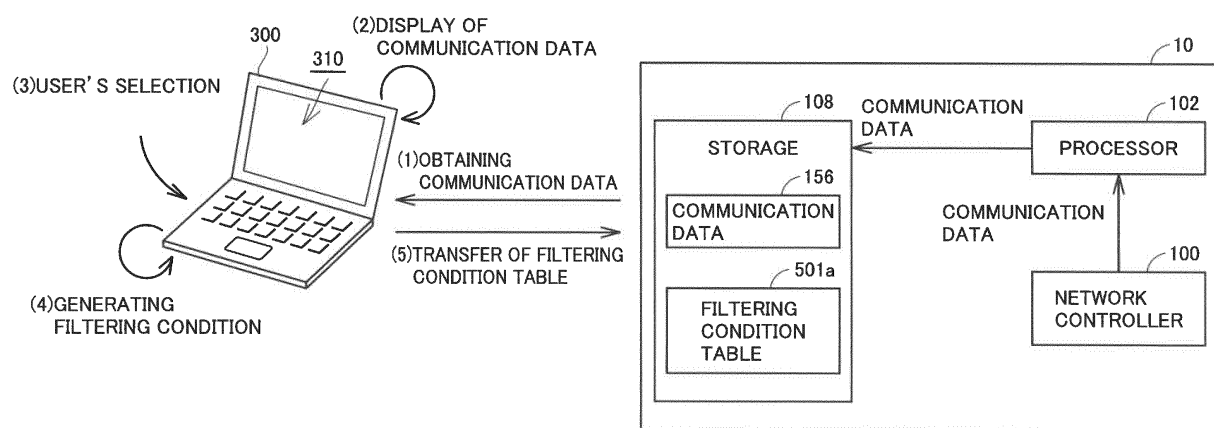 (2)DISPLAY OF
COMMUNICATION DATA
300
310
(3)USER'S SELECTION
(1)OBTAINING
COMMUNICATION DATA
(5)TRANSFER OF FILTERING
CONDITION TABLE
(4)GENERATING
FILTERING CONDITION
10
108
STORAGE
156
COMMUNICATION
DATA
501a
FILTERING
CONDITION
TABLE
COMMUNICATION
DATA
102
PROCESSOR
COMMUNICATION
DATA
100
NETWORK
CONTROLLER